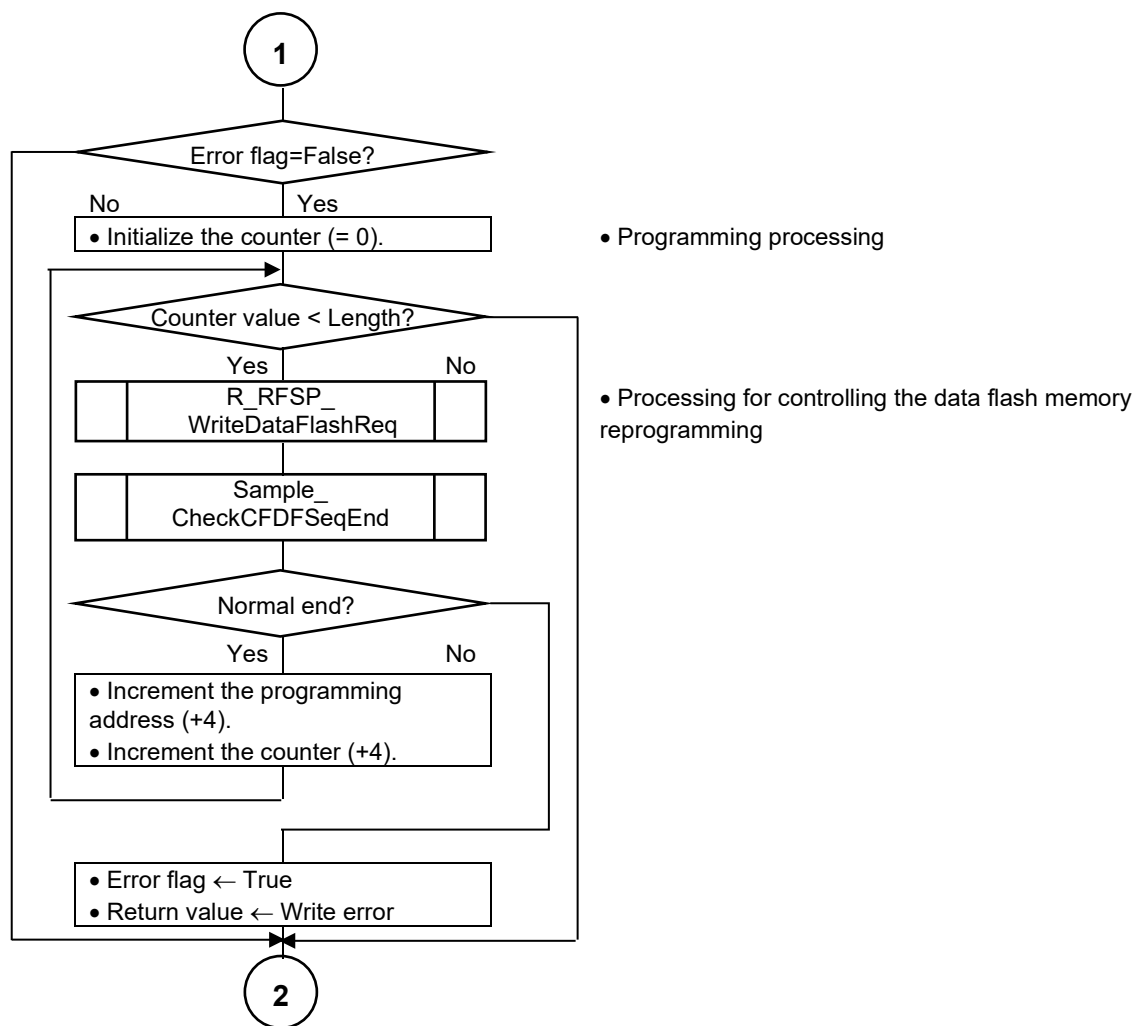 1
Error flag=False?
No Yes
• Initialize the counter (= 0).
• Programming processing
Counter value < Length?
Yes No
R_RFSP_
WriteDataFlashReq
• Processing for controlling the data flash memory
reprogramming
Sample_
CheckCFDFSeqEnd
Normal end?
Yes No
• Increment the programming
address (+4).
• Increment the counter (+4).
• Error flag ← True
• Return value ← Write error
2